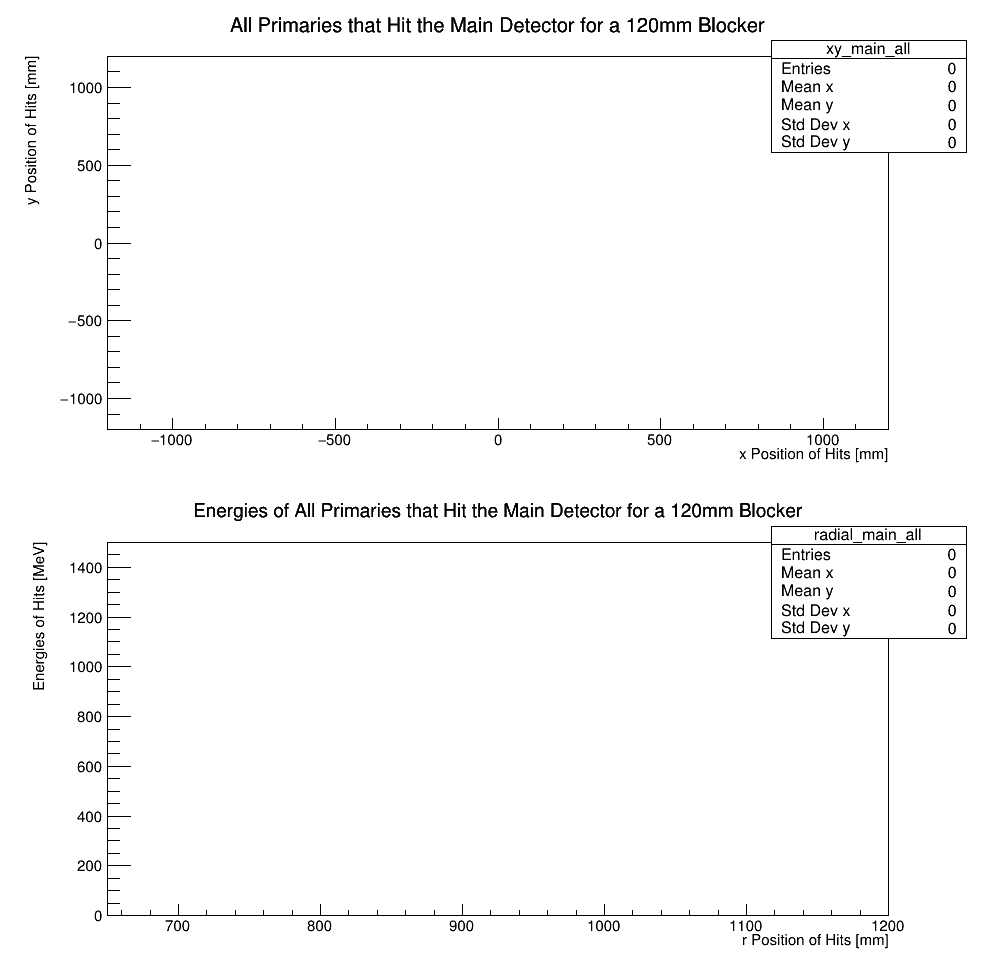 All Primaries that Hit the Main Detector for a 120mm Blocker
xy_main_all
Entries 0
Mean x 0
Mean y 0
Std Dev x 0
Std Dev y 0
y Position of Hits [mm]
1000
500
0
−500
−1000
−1000 −500 0 500 1000
x Position of Hits [mm]
Energies of All Primaries that Hit the Main Detector for a 120mm Blocker
radial_main_all
Entries 0
Mean x 0
Mean y 0
Std Dev x 0
Std Dev y 0
Energies of Hits [MeV]
1400
1200
1000
800
600
400
200
0
700 800 900 1000 1100 1200
r Position of Hits [mm]